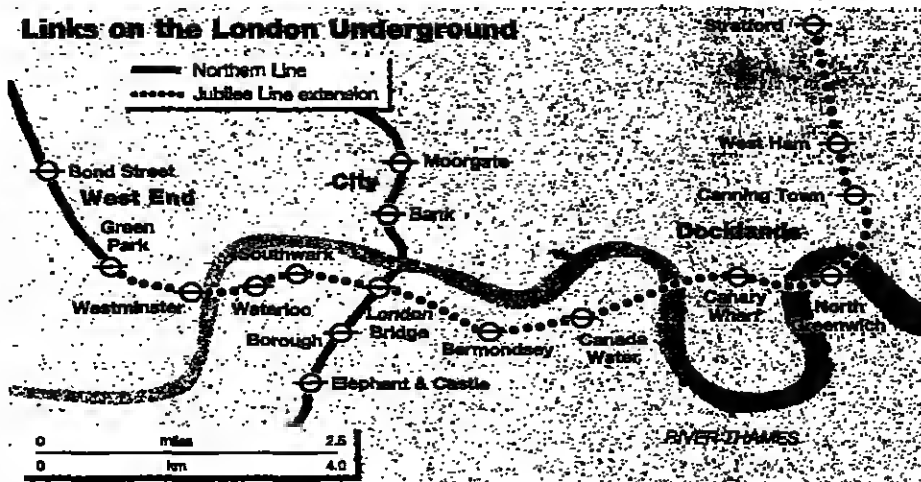 Links on the London Underground
Northern Line
Jubilee Line extension
Stratford
West Ham
Canning Town
Docklands
Bond Street
West End
Green
Park
City
Moorgate
Bank
Southwark
Westminster
Waterloo
London
Bridge
Borough
Elephant & Castle
Bermondsey
Canada
Water
Canary
Wharf
North
Greenwich
RIVER THAMES
0 miles 2.5
0 km 4.0